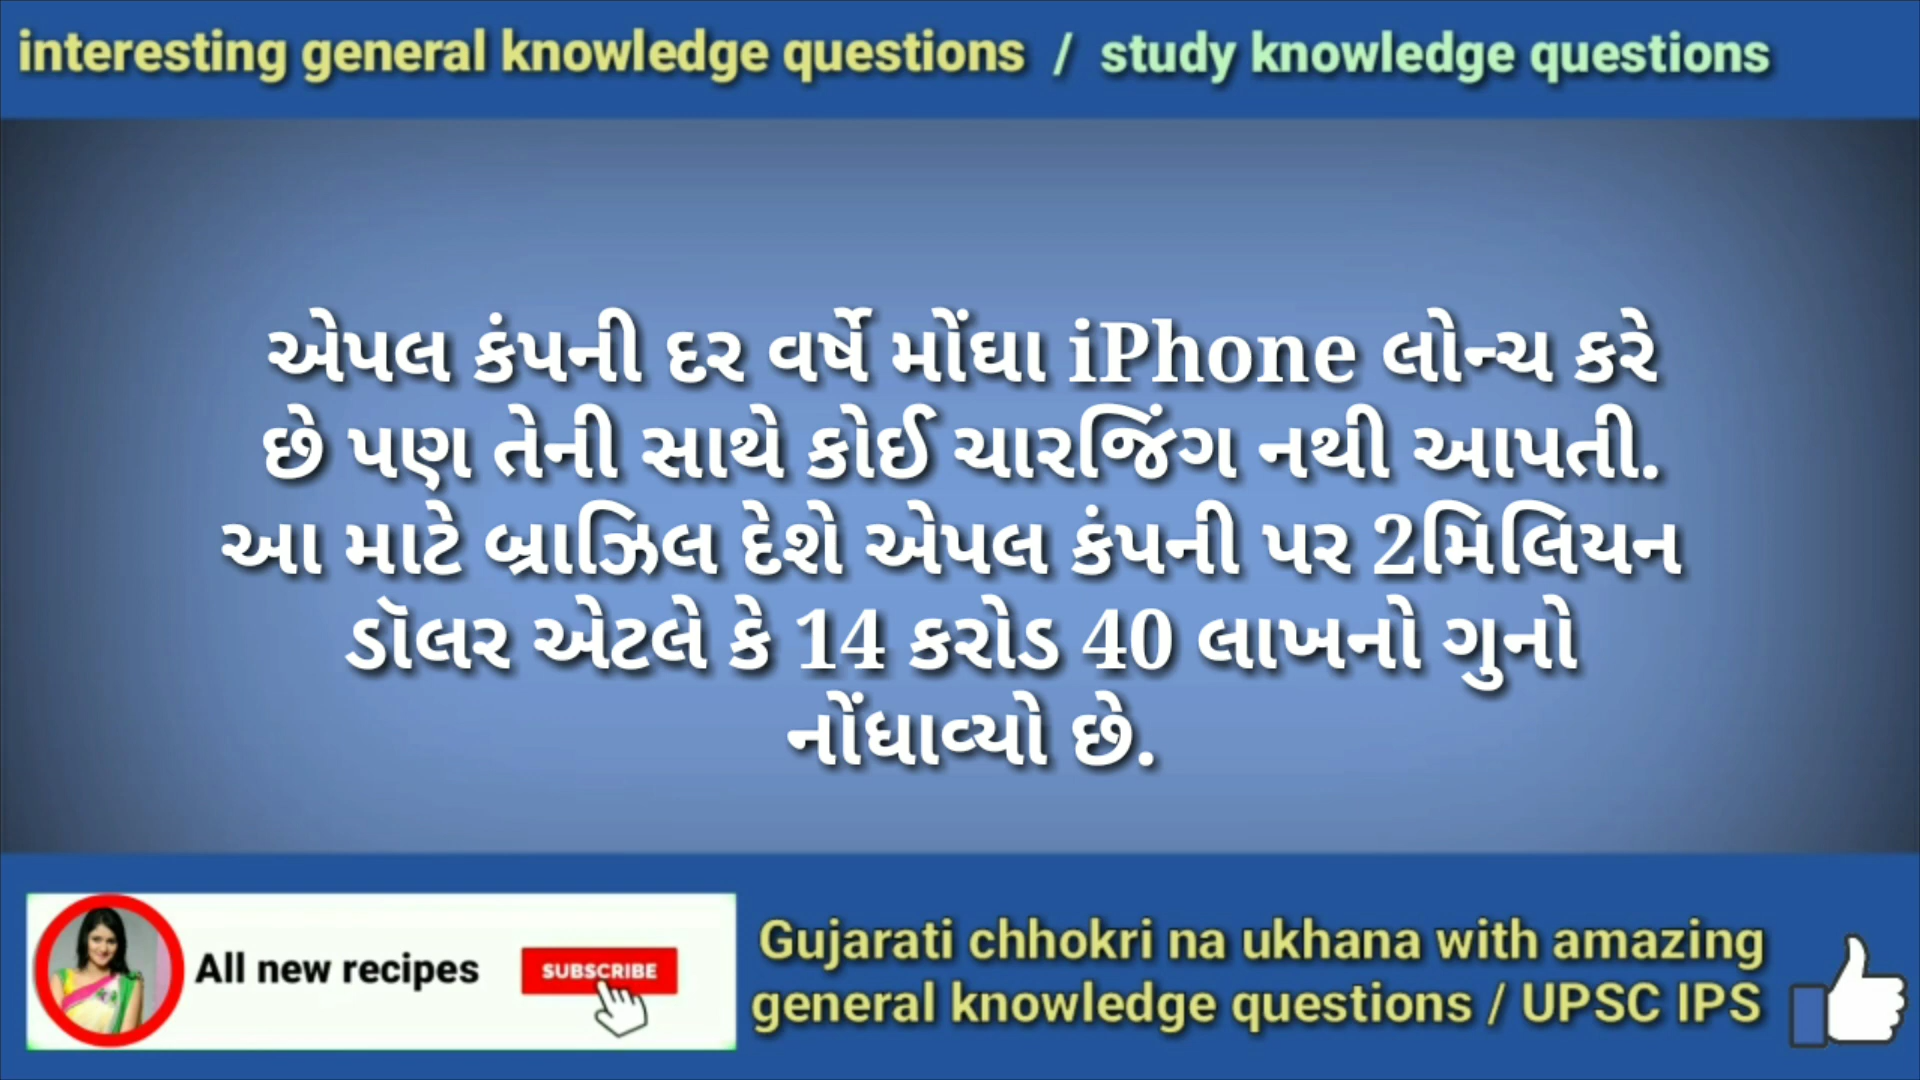 interesting general knowledge questions / study knowledge questions
એપલ કંપની દર વર્ષે મોંઘા iPhone લોન્ચ કરે
છે પણ તેની સાથે કોઈ ચારજિંગ નથી આપતી.
આ માટે બ્રાઝિલ દેશે એપલ કંપની પર 2મિલિયન
ડૉલર એટલે કે 14 કરોડ 40 લાખનો ગુનો
નોંધાવ્યો છે.
All new recipes
SUBSCRIBE
Gujarati chhokri na ukhana with amazing
general knowledge questions / UPSC IPS